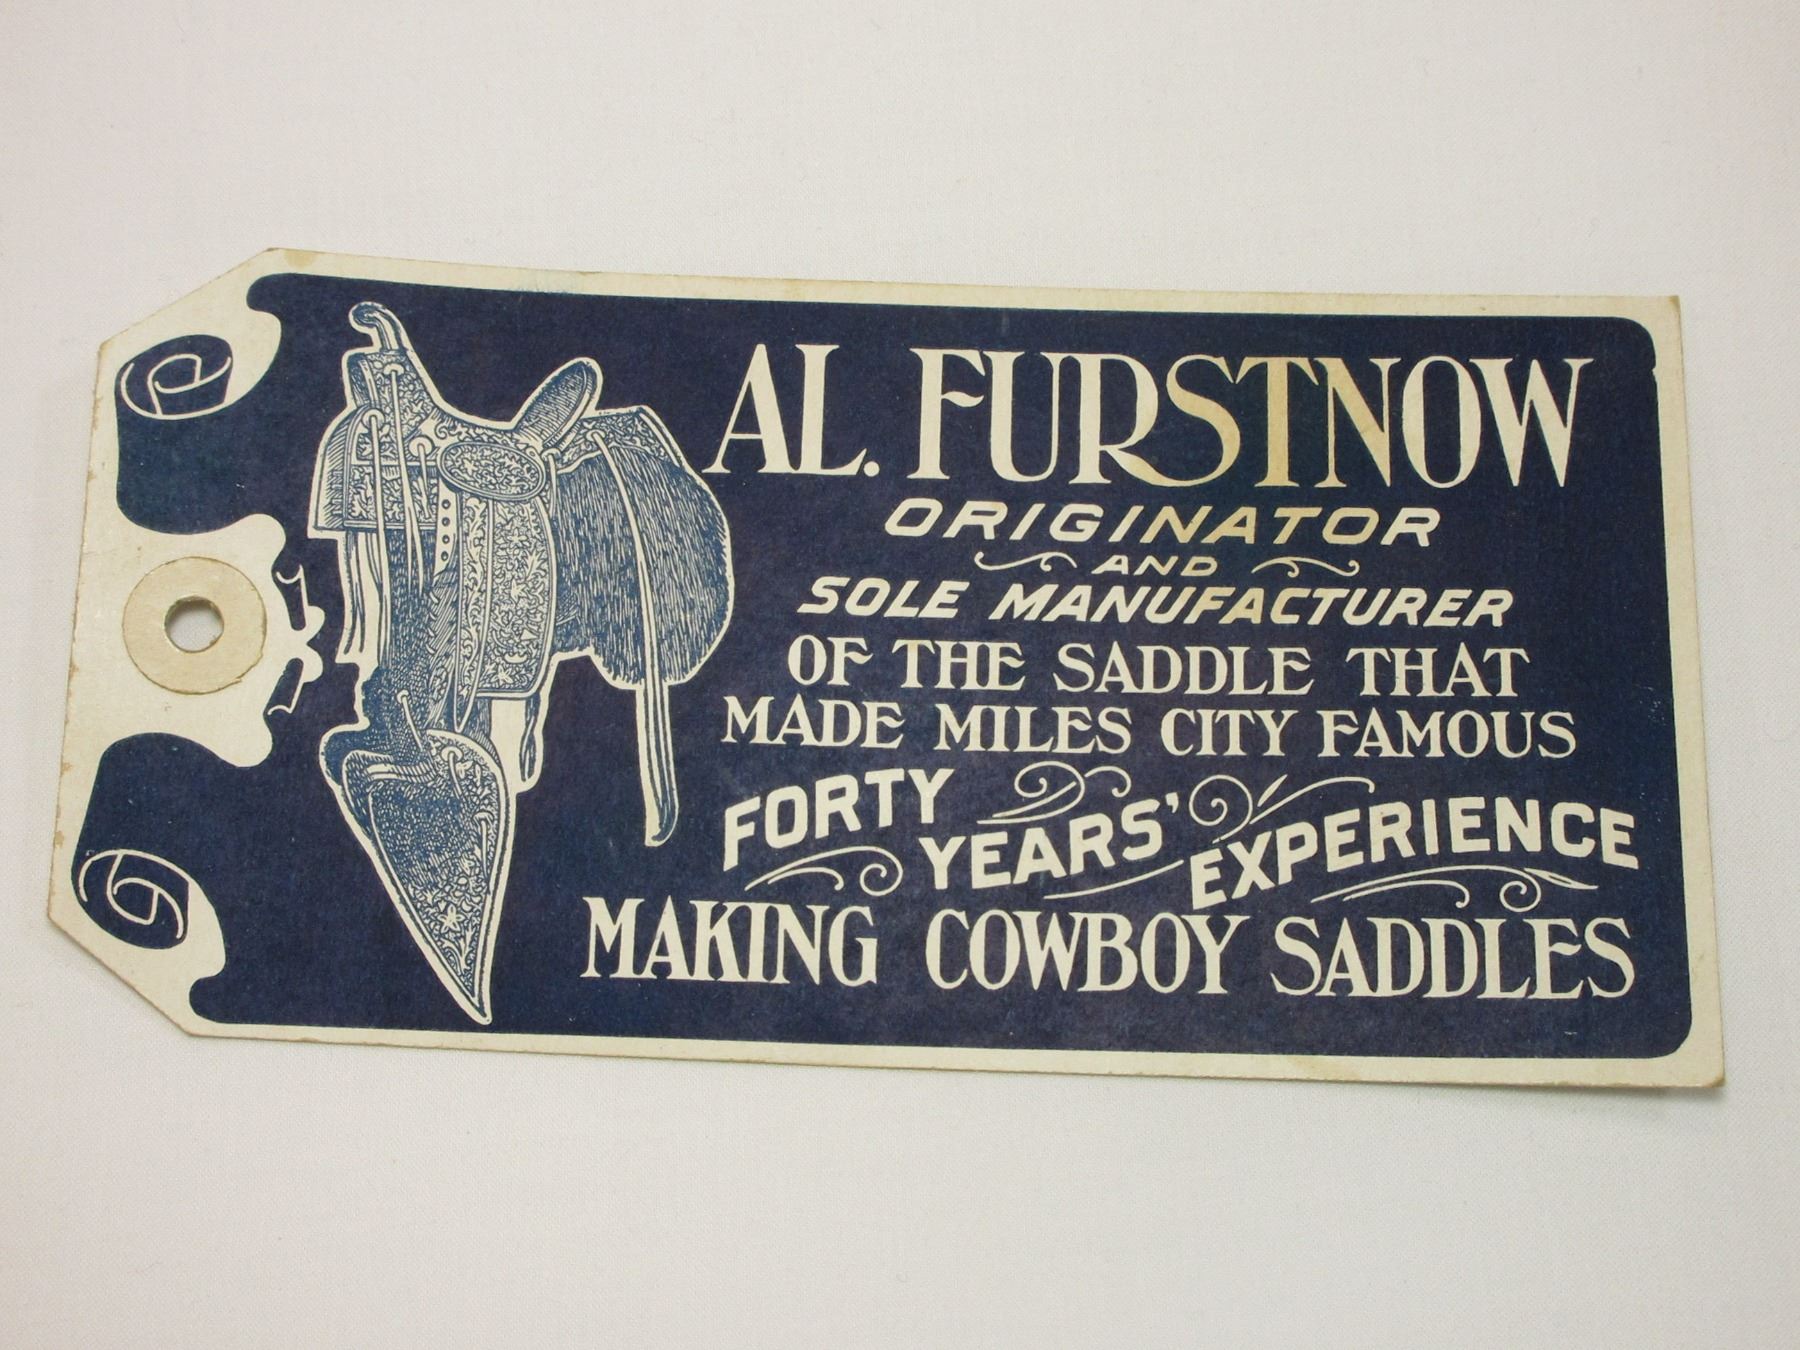 AL. FURSTNOW
ORIGINATOR
AND
SOLE MANUFACTURER
OF THE SADDLE THAT
MADE MILES CITY FAMOUS
FORTY YEARS' EXPERIENCE
MAKING COWBOY SADDLES